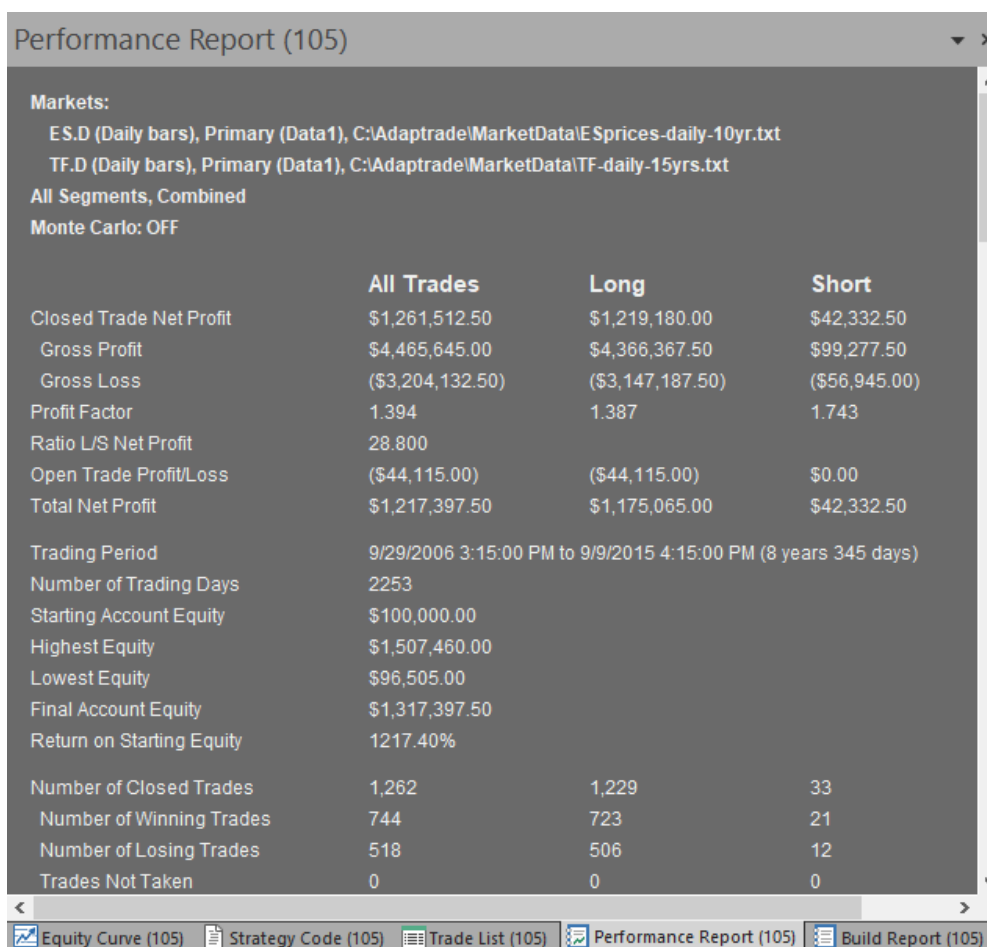 Performance Report (105)
Markets:
ES.D (Daily bars), Primary (Data1), C:\Adaptrade\MarketData\ESprices-daily-10yr.txt
TF.D (Daily bars), Primary (Data1), C:\Adaptrade\MarketData\TF-daily-15yrs.txt
All Segments, Combined
Monte Carlo: OFF
All Trades Long Short
Closed Trade Net Profit $1,261,512.50 $1,219,180.00 $42,332.50
Gross Profit $4,465,645.00 $4,366,367.50 $99,277.50
Gross Loss ($3,204,132.50) ($3,147,187.50) ($56,945.00)
Profit Factor 1.394 1.387 1.743
Ratio L/S Net Profit 28.800
Open Trade Profit/Loss ($44,115.00) ($44,115.00) $0.00
Total Net Profit $1,217,397.50 $1,175,065.00 $42,332.50
Trading Period 9/29/2006 3:15:00 PM to 9/9/2015 4:15:00 PM (8 years 345 days)
Number of Trading Days 2253
Starting Account Equity $100,000.00
Highest Equity $1,507,460.00
Lowest Equity $96,505.00
Final Account Equity $1,317,397.50
Return on Starting Equity 1217.40%
Number of Closed Trades 1,262 1,229 33
Number of Winning Trades 744 723 21
Number of Losing Trades 518 506 12
Trades Not Taken 0 0 0
Equity Curve (105) Strategy Code (105) Trade List (105) Performance Report (105) Build Report (105)